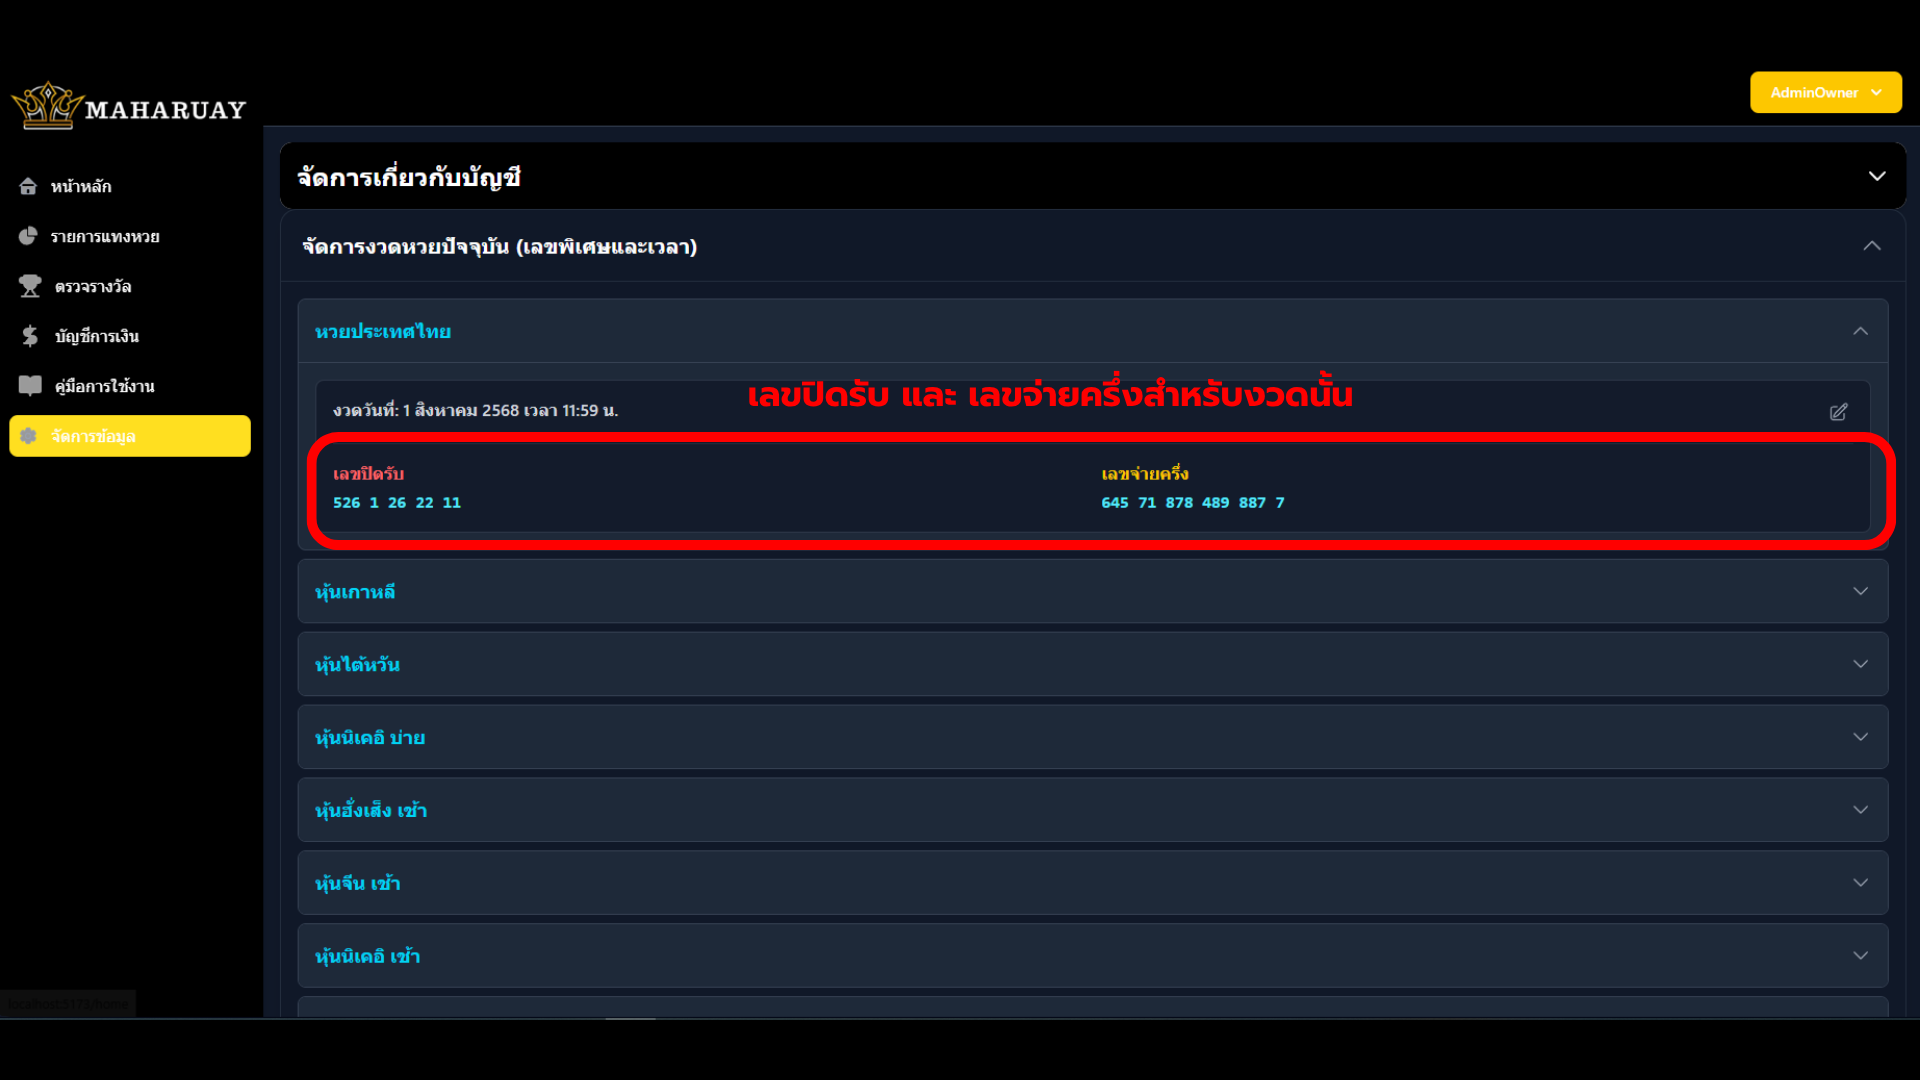 MAHARUAY
AdminOwner
หน้าหลัก
รายการแทงหวย
ตรวจรางวัล
บัญชีการเงิน
คู่มือการใช้งาน
จัดการข้อมูล
จัดการเกี่ยวกับบัญชี
จัดการงวดหวยปัจจุบัน (เลขพิเศษและเวลา)
หวยประเทศไทย
เลขปิดรับ และ เลขจ่ายครึ่งสำหรับงวดนั้น
งวดวันที่: 1 สิงหาคม 2568 เวลา 11:59 น.
เลขปิดรับ
526 1 26 22 11
เลขจ่ายครึ่ง
645 71 878 489 887 7
หุ้นเกาหลี
หุ้นไต้หวัน
หุ้นนิเคอิ บ่าย
หุ้นฮั่งเส็ง เช้า
หุ้นจีน เช้า
หุ้นนิเคอิ เช้า
localhost:5173/home